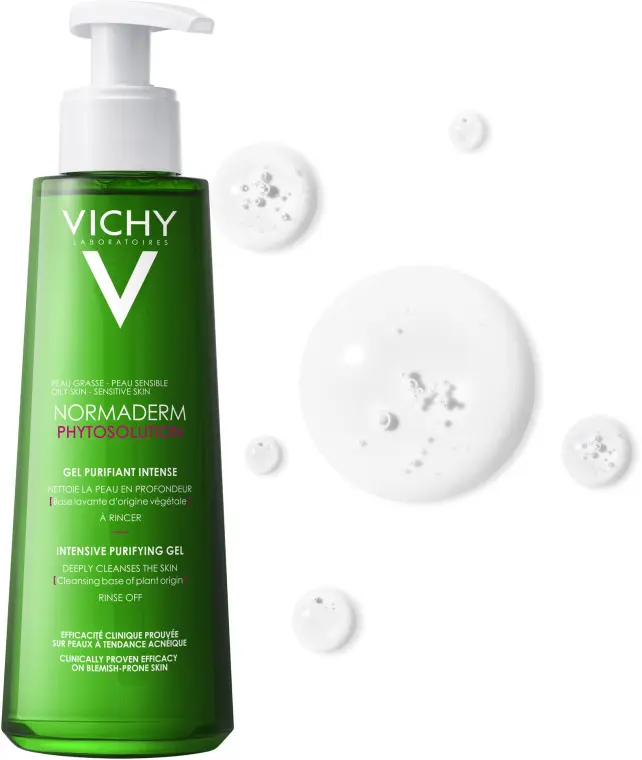 VICHY
LABORATOIRES
V
PEAU GRASSE - PEAU SENSIBLE
OILY SKIN - SENSITIVE SKIN
NORMADERM
PHYTOSOLUTION
GEL PURIFIANT INTENSE
NETTOIE LA PEAU EN PROFONDEUR
[Base lavante d'origine végétale]
À RINCER
INTENSIVE PURIFYING GEL
DEEPLY CLEANSES THE SKIN
[Cleansing base of plant origin]
RINSE OFF
EFFICACITÉ CLINIQUE PROUVÉE
SUR PEAUX À TENDANCE ACNÉIQUE
CLINICALLY PROVEN EFFICACY
ON BLEMISH-PRONE SKIN